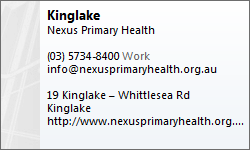 Kinglake
Nexus Primary Health
(03) 5734-8400 Work
info@nexusprimaryhealth.org.au
19 Kinglake – Whittlesea Rd
Kinglake
http://www.nexusprimaryhealth.org....